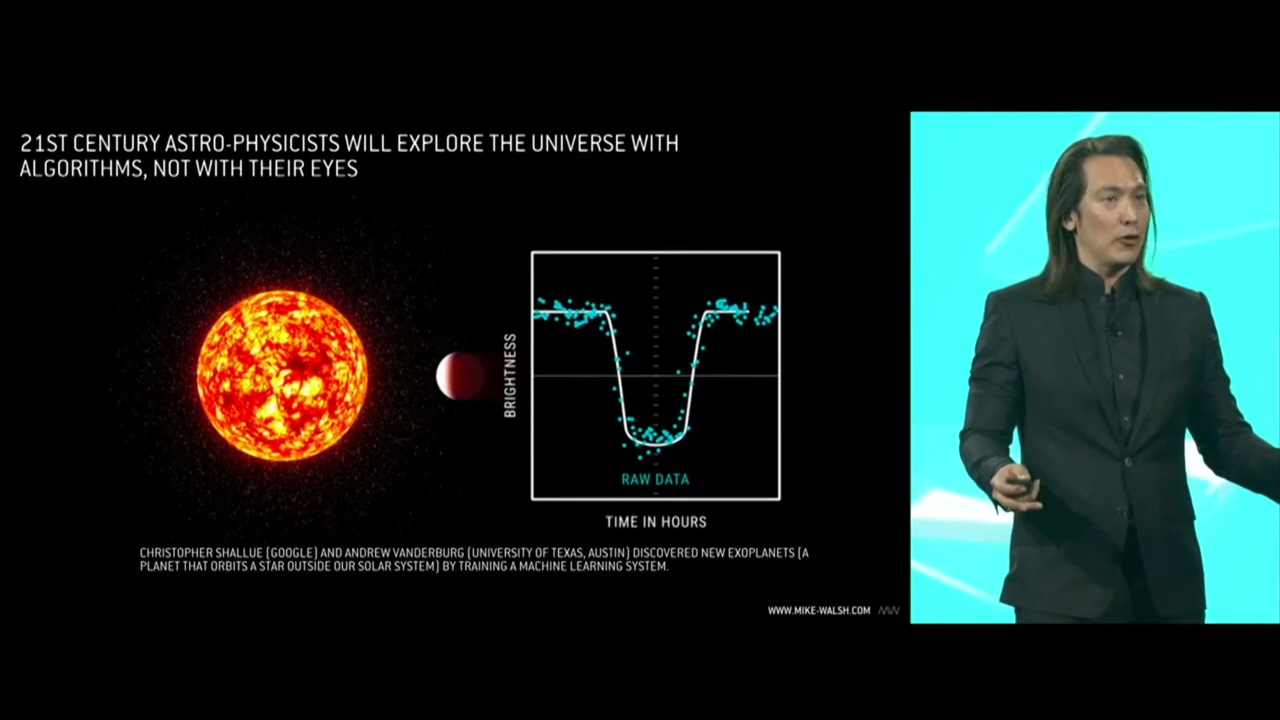 21ST CENTURY ASTRO-PHYSICISTS WILL EXPLORE THE UNIVERSE WITH
ALGORITHMS, NOT WITH THEIR EYES
BRIGHTNESS
RAW DATA
TIME IN HOURS
CHRISTOPHER SHALLUE (GOOGLE) AND ANDREW VANDERBURG (UNIVERSITY OF TEXAS, AUSTIN) DISCOVERED NEW EXOPLANETS (A
PLANET THAT ORBITS A STAR OUTSIDE OUR SOLAR SYSTEM) BY TRAINING A MACHINE LEARNING SYSTEM.
WWW.MIKE-WALSH.COM